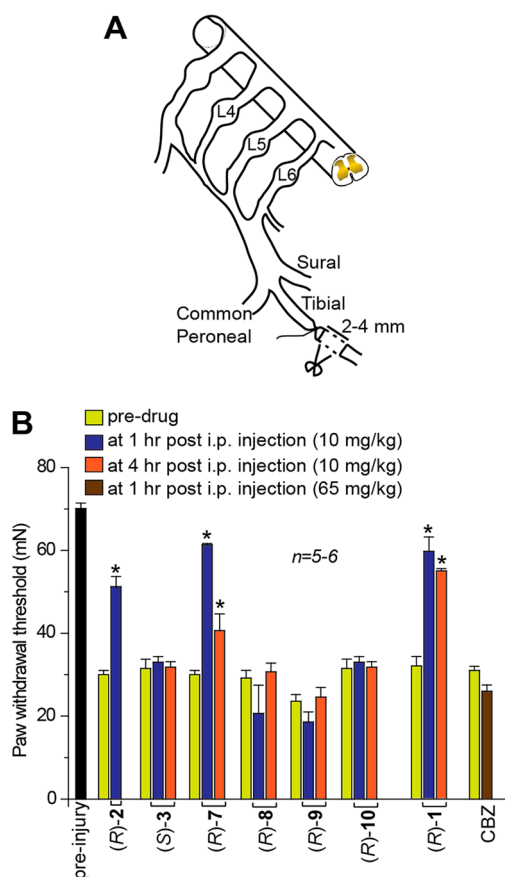 A
L4
L5
L6
Sural
Tibial
Common
Peroneal
2-4 mm
B
pre-drug
at 1 hr post i.p. injection (10 mg/kg)
at 4 hr post i.p. injection (10 mg/kg)
at 1 hr post i.p. injection (65 mg/kg)
Paw withdrawal threshold (mN)
80
60
40
20
0
n=5-6
*
*
*
*
*
pre-injury
(R)-2
(S)-3
(R)-7
(R)-8
(R)-9
(R)-10
(R)-1
CBZ